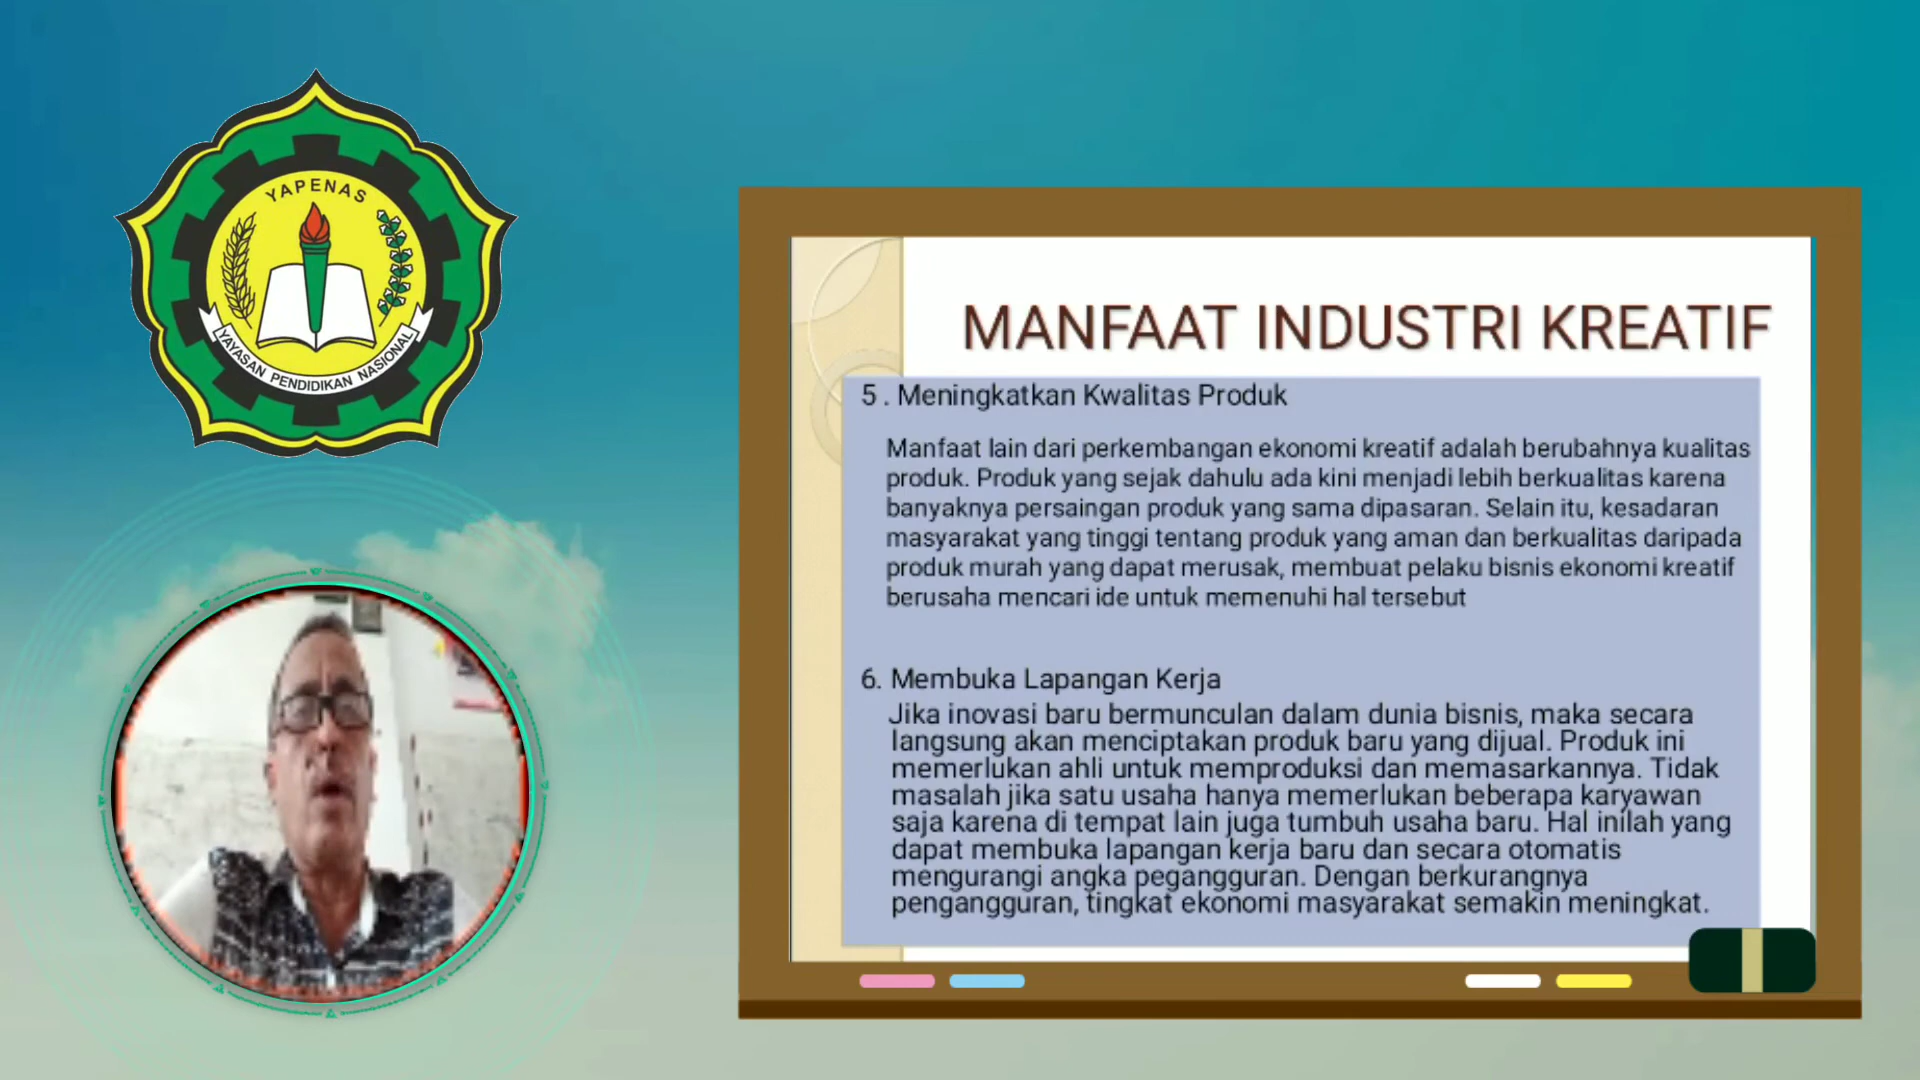 YAPENAS
YAYASAN PENDIDIKAN NASIONAL
MANFAAT INDUSTRI KREATIF
5 . Meningkatkan Kwalitas Produk
Manfaat lain dari perkembangan ekonomi kreatif adalah berubahnya kualitas
produk. Produk yang sejak dahulu ada kini menjadi lebih berkualitas karena
banyaknya persaingan produk yang sama dipasaran. Selain itu, kesadaran
masyarakat yang tinggi tentang produk yang aman dan berkualitas daripada
produk murah yang dapat merusak, membuat pelaku bisnis ekonomi kreatif
berusaha mencari ide untuk memenuhi hal tersebut
6. Membuka Lapangan Kerja
Jika inovasi baru bermunculan dalam dunia bisnis, maka secara
langsung akan menciptakan produk baru yang dijual. Produk ini
memerlukan ahli untuk memproduksi dan memasarkannya. Tidak
masalah jika satu usaha hanya memerlukan beberapa karyawan
saja karena di tempat lain juga tumbuh usaha baru. Hal inilah yang
dapat membuka lapangan kerja baru dan secara otomatis
mengurangi angka pegangguran. Dengan berkurangnya
pengangguran, tingkat ekonomi masyarakat semakin meningkat.